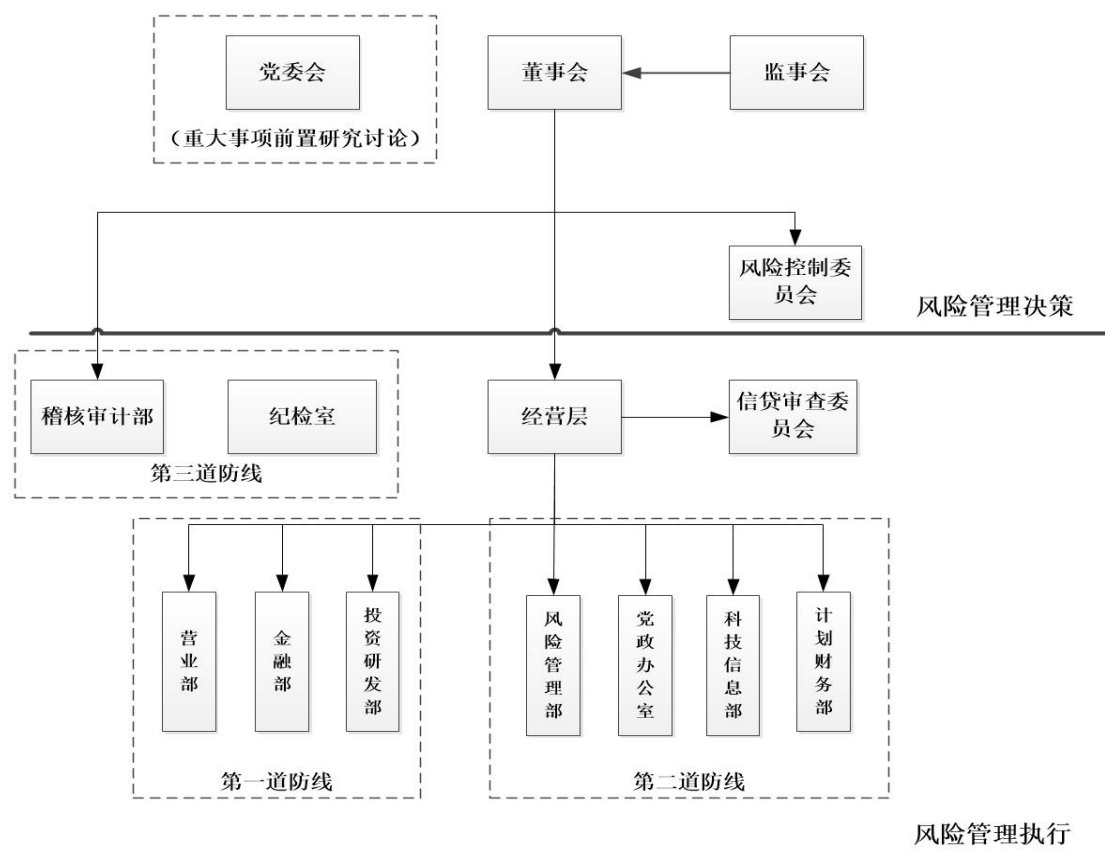 党委会
董事会
监事会
（重大事项前置研究讨论）
风险控制委
员会
风险管理决策
稽核审计部
纪检室
经营层
信贷审查委
员会
第三道防线
营业部
金融部
投资研发部
风险管理部
党政办公室
科技信息部
计划财务部
第一道防线
第二道防线
风险管理执行